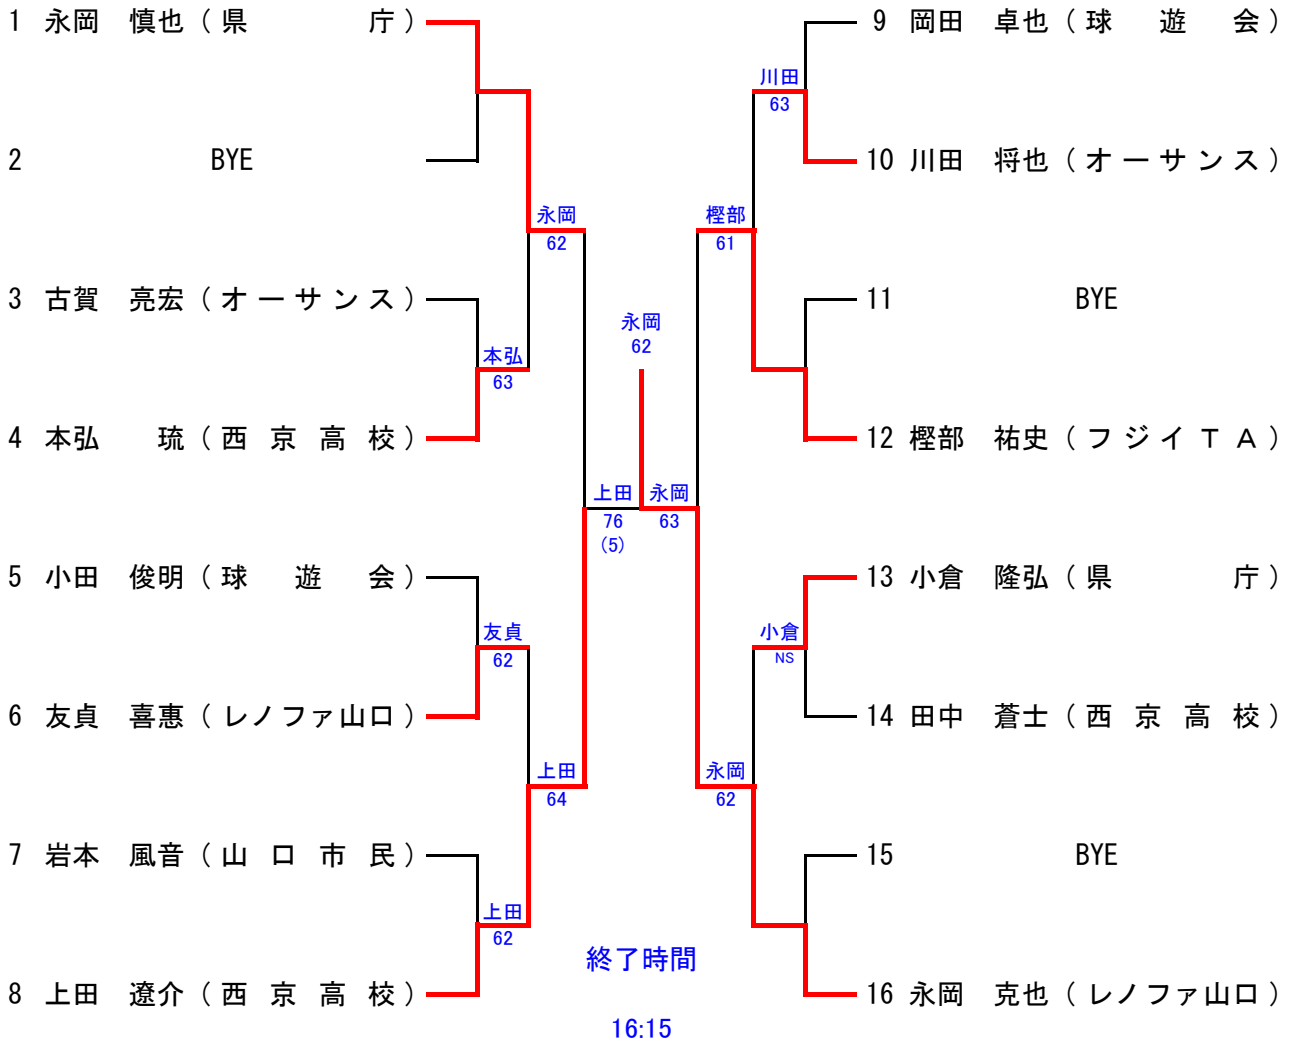 1 永岡 慎也 ( 県 庁 )
2 BYE
永岡
62
3 古賀 亮宏 ( オーサンス )
本弘
63
4 本弘 琉 ( 西京高校 )
5 小田 俊明 ( 球遊会 )
友貞
62
6 友貞 喜惠 ( レノファ山口 )
上田
64
7 岩本 風音 ( 山口市民 )
上田
62
8 上田 遼介 ( 西京高校 )
上田
76
(5)
永岡
62
永岡
63
9 岡田 卓也 ( 球遊会 )
川田
63
10 川田 将也 ( オーサンス )
樫部
61
11 BYE
12 樫部 祐史 ( フジイTA )
13 小倉 隆弘 ( 県 庁 )
小倉
NS
14 田中 蒼士 ( 西京高校 )
永岡
62
15 BYE
16 永岡 克也 ( レノファ山口 )
終了時間
16:15